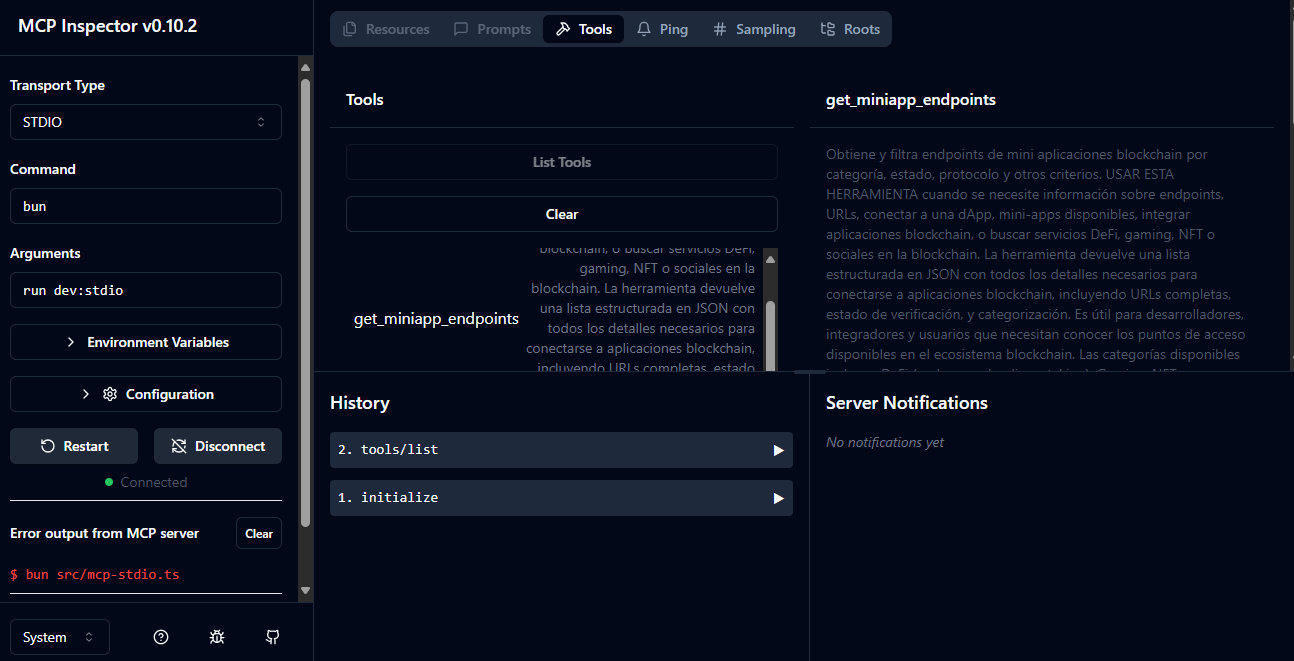 MCP Inspector v0.10.2
Transport Type
STDIO
Command
bun
Arguments
run dev:stdio
Environment Variables
Configuration
Restart
Disconnect
Connected
Error output from MCP server
Clear
$ bun src/mcp-stdio.ts
System
Resources
Prompts
Tools
Ping
Sampling
Roots
Tools
List Tools
Clear
get_miniapp_endpoints
blockchain, o buscar servicios DeFi,
gaming, NFT o sociales en la
blockchain. La herramienta devuelve
una lista estructurada en JSON con
todos los detalles necesarios para
conectarse a aplicaciones blockchain,
incluyendo URLs completas, estado
get_miniapp_endpoints
Obtiene y filtra endpoints de mini aplicaciones blockchain por
categoría, estado, protocolo y otros criterios. USAR ESTA
HERRAMIENTA cuando se necesite información sobre endpoints,
URLs, conectar a una dApp, mini-apps disponibles, integrar
aplicaciones blockchain, o buscar servicios DeFi, gaming, NFT o
sociales en la blockchain. La herramienta devuelve una lista
estructurada en JSON con todos los detalles necesarios para
conectarse a aplicaciones blockchain, incluyendo URLs completas,
estado de verificación, y categorización. Es útil para desarrolladores,
integradores y usuarios que necesitan conocer los puntos de acceso
disponibles en el ecosistema blockchain. Las categorías disponibles
History
2. tools/list
1. initialize
Server Notifications
No notifications yet